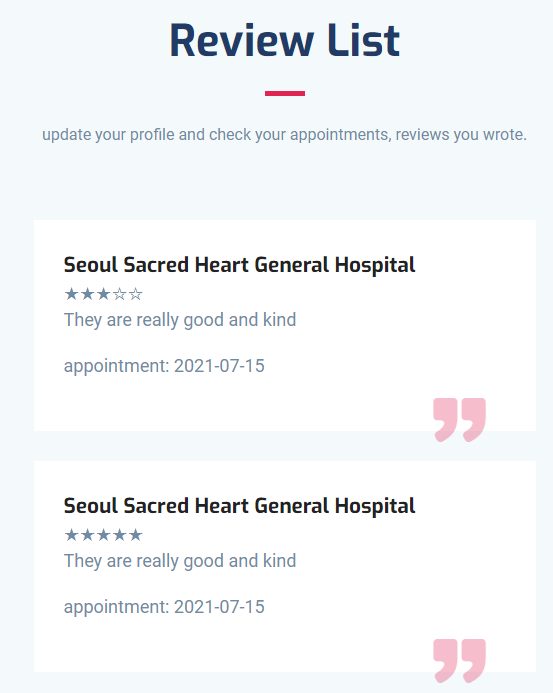 Review List
update your profile and check your appointments, reviews you wrote.
Seoul Sacred Heart General Hospital
★★★☆☆
They are really good and kind
appointment: 2021-07-15
Seoul Sacred Heart General Hospital
★★★★★
They are really good and kind
appointment: 2021-07-15